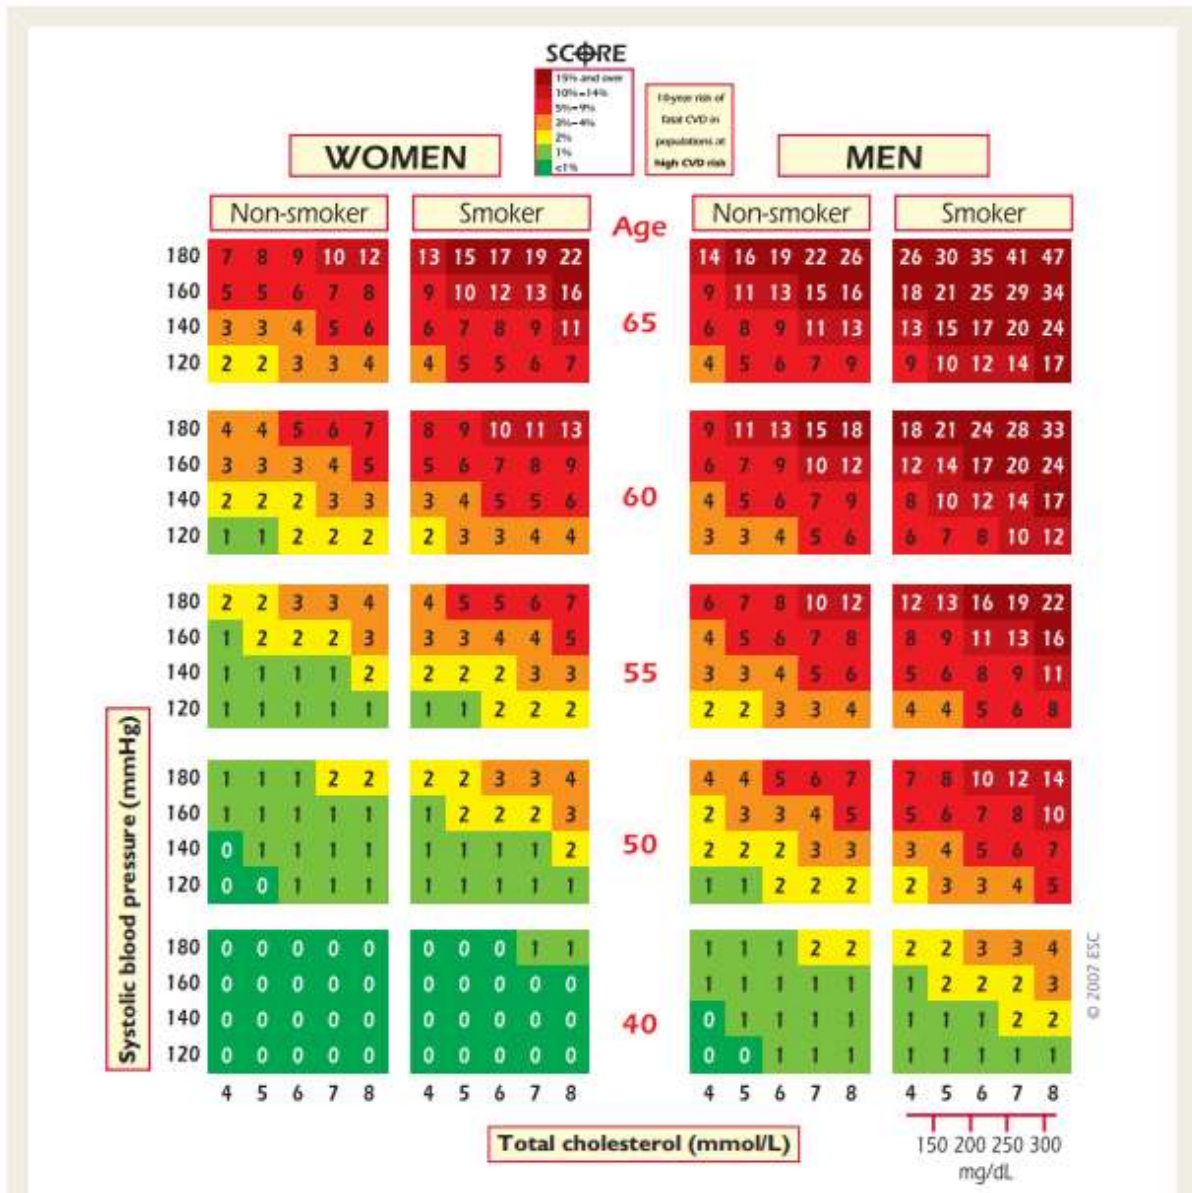 SCORE
15% and over
10%–14%
5%–9%
3%–4%
2%
1%
<1%
10-year risk of
fatal CVD in
populations at
high CVD risk
WOMEN
MEN
Non-smoker Smoker Age Non-smoker Smoker
180 7 8 9 10 12 13 15 17 19 22 14 16 19 22 26 26 30 35 41 47
160 5 5 6 7 8 9 10 12 13 16 9 11 13 15 16 18 21 25 29 34
65
140 3 3 4 5 6 6 7 8 9 11 6 8 9 11 13 13 15 17 20 24
120 2 2 3 3 4 4 5 5 6 7 4 5 6 7 9 9 10 12 14 17
180 4 4 5 6 7 8 9 10 11 13 9 11 13 15 18 18 21 24 28 33
160 3 3 3 4 5 5 6 7 8 9 6 7 9 10 12 12 14 17 20 24
60
140 2 2 2 3 3 3 4 5 5 6 4 5 6 7 9 8 10 12 14 17
120 1 1 2 2 2 2 3 3 4 4 3 3 4 5 6 6 7 8 10 12
180 2 2 3 3 4 4 5 5 6 7 6 7 8 10 12 12 13 16 19 22
160 1 2 2 2 3 3 3 4 4 5 4 5 6 7 8 8 9 11 13 16
55
140 1 1 1 1 2 2 2 2 3 3 3 3 4 5 6 5 6 8 9 11
120 1 1 1 1 1 1 1 2 2 2 2 2 3 3 4 4 4 5 6 8
180 1 1 1 2 2 2 2 3 3 4 4 4 5 6 7 7 8 10 12 14
160 1 1 1 1 1 1 2 2 2 3 2 3 3 4 5 5 6 7 8 10
50
140 0 1 1 1 1 1 1 1 1 2 2 2 2 3 3 3 4 5 6 7
120 0 0 1 1 1 1 1 1 1 1 1 1 2 2 2 2 3 3 4 5
180 0 0 0 0 0 0 0 0 1 1 1 1 1 2 2 2 2 3 3 4
160 0 0 0 0 0 0 0 0 0 0 1 1 1 1 1 1 2 2 2 3
40
140 0 0 0 0 0 0 0 0 0 0 0 1 1 1 1 1 1 1 2 2
120 0 0 0 0 0 0 0 0 0 0 0 0 1 1 1 1 1 1 1 1
4 5 6 7 8 4 5 6 7 8 4 5 6 7 8 4 5 6 7 8
Systolic blood pressure (mmHg)
Total cholesterol (mmol/L)
150 200 250 300
mg/dL
© 2007 ESC